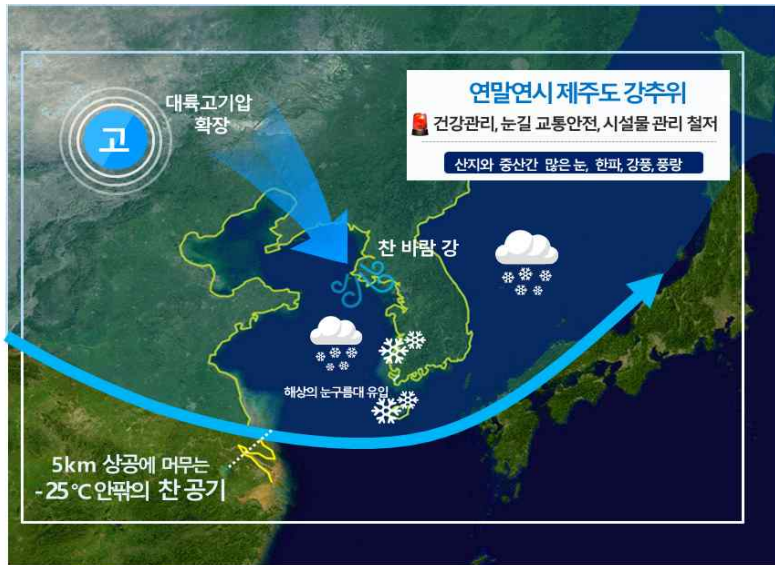 연말연시 제주도 강추위
건강관리, 눈길 교통안전, 시설물 관리 철저
산지와 중산간 많은 눈, 한파, 강풍, 풍랑
고
대륙고기압
확장
찬 바람 강
해상의 눈구름대 유입
5km 상공에 머무는
-25℃ 안팎의 찬 공기